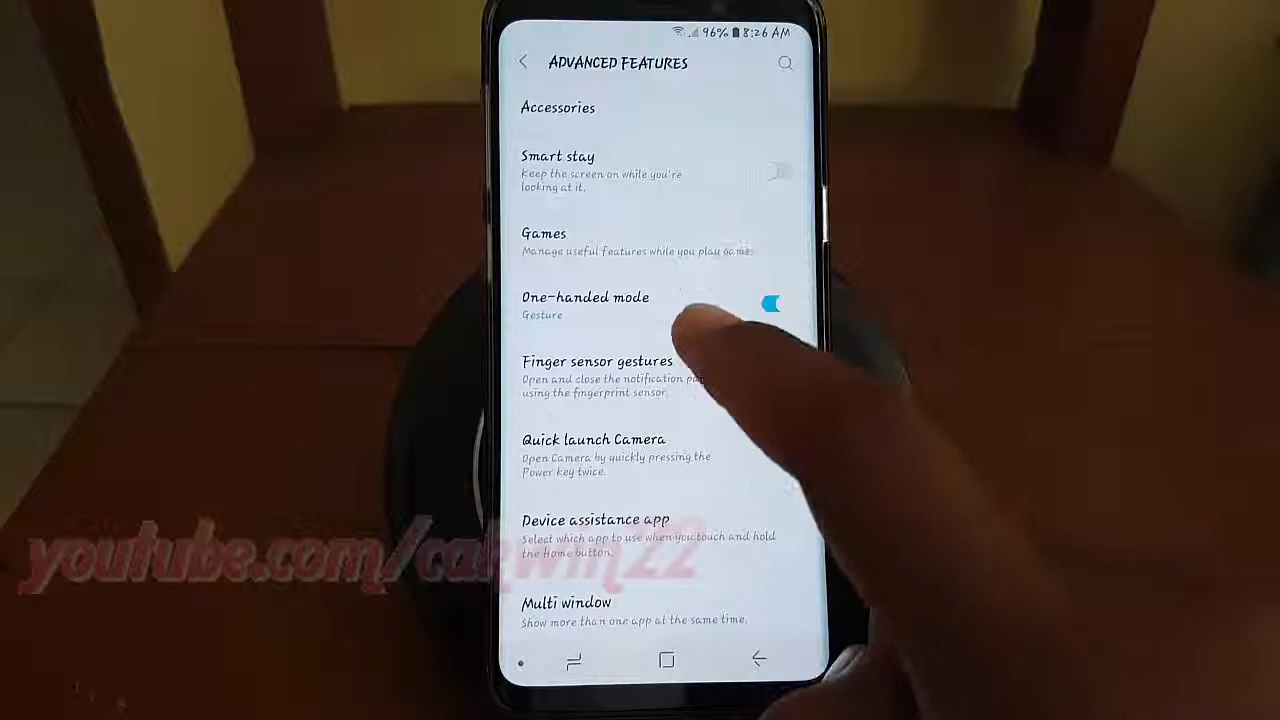 96% 8:26 AM
ADVANCED FEATURES
Accessories
Smart stay
Keep the screen on while you're
looking at it.
Games
Manage useful features while you play game.
One-handed mode
Gesture
Finger sensor gestures
Open and close the notification
using the fingerprint sensor.
Quick launch Camera
Open Camera by quickly pressing the
Power key twice.
Device assistance app
Select which app to use when you touch and hold
the Home button.
youtube.com/cakwin22
Multi window
Show more than one app at the same time.